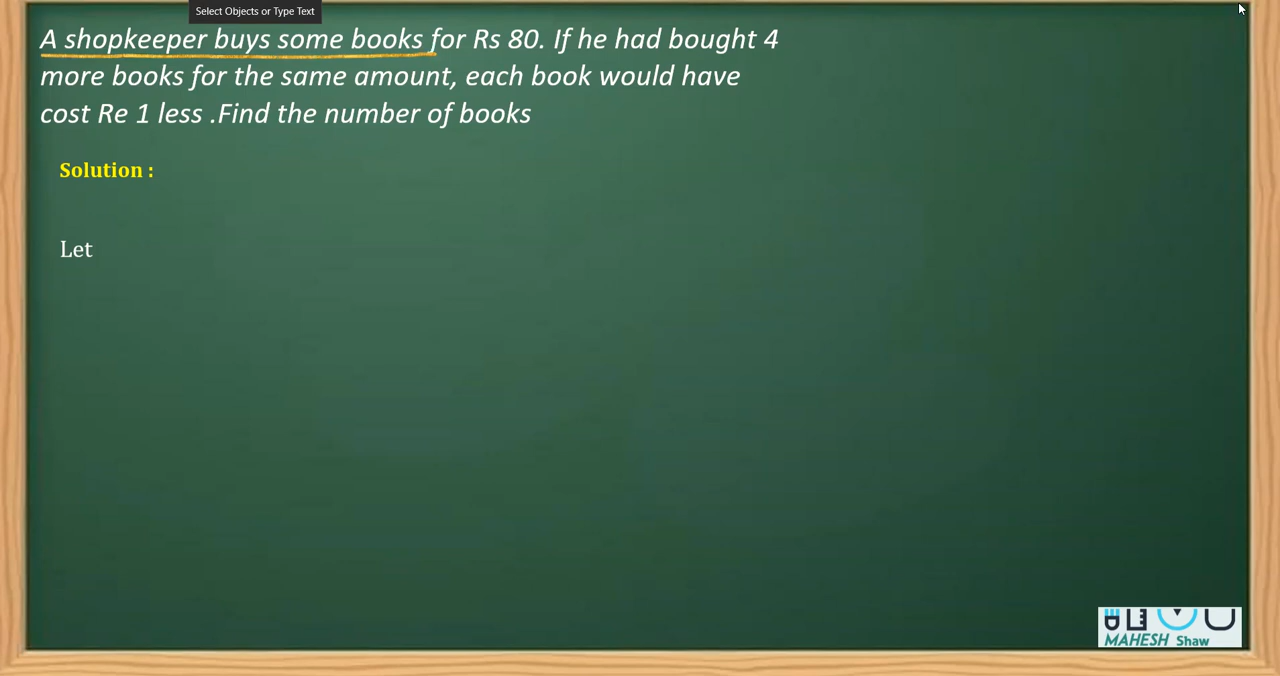 Select Objects or Type Text
A shopkeeper buys some books for Rs 80. If he had bought 4
more books for the same amount, each book would have
cost Re 1 less .Find the number of books
Solution :
Let
MAHESH Shaw